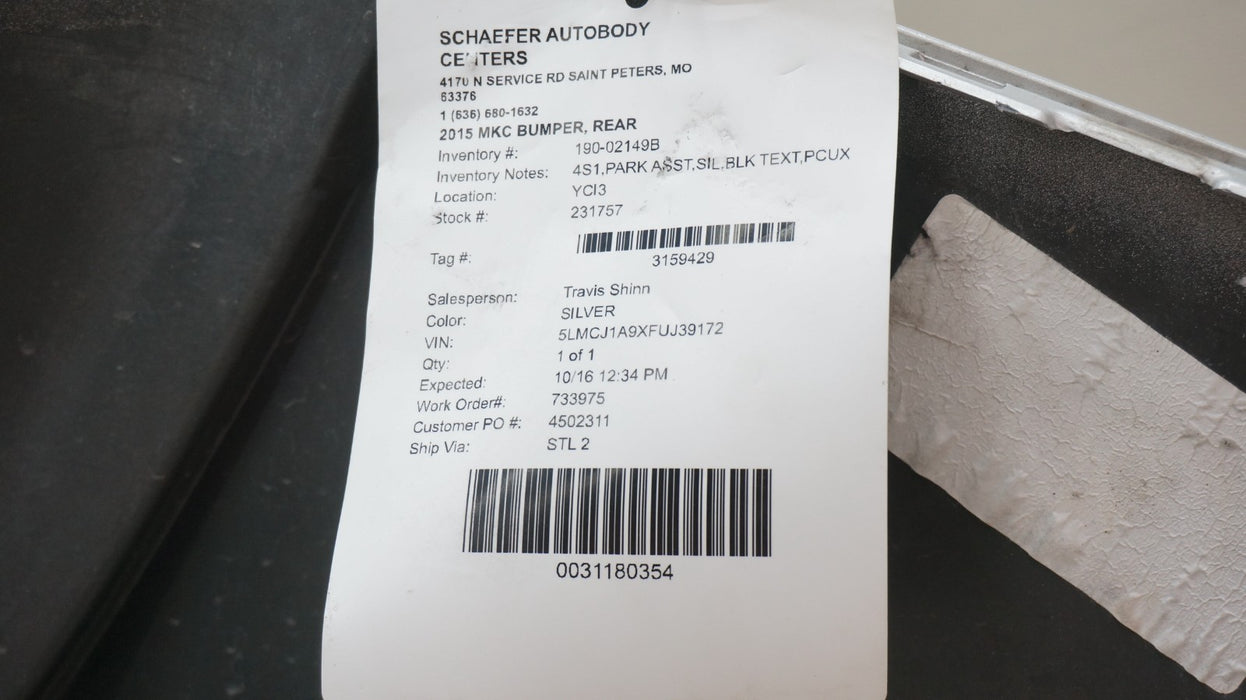 SCHAEFER AUTOBODY
CENTERS
4170 N SERVICE RD SAINT PETERS, MO
63376
1 (636) 680-1632
2015 MKC BUMPER, REAR
Inventory #: 190-02149B
Inventory Notes: 4S1,PARK ASST,SIL,BLK TEXT,PCUX
Location: YCI3
Stock #: 231757
Tag #: 3159429
Salesperson: Travis Shinn
Color: SILVER
VIN: 5LMCJ1A9XFUJ39172
Qty: 1 of 1
Expected: 10/16 12:34 PM
Work Order#: 733975
Customer PO #: 4502311
Ship Via: STL 2
0031180354